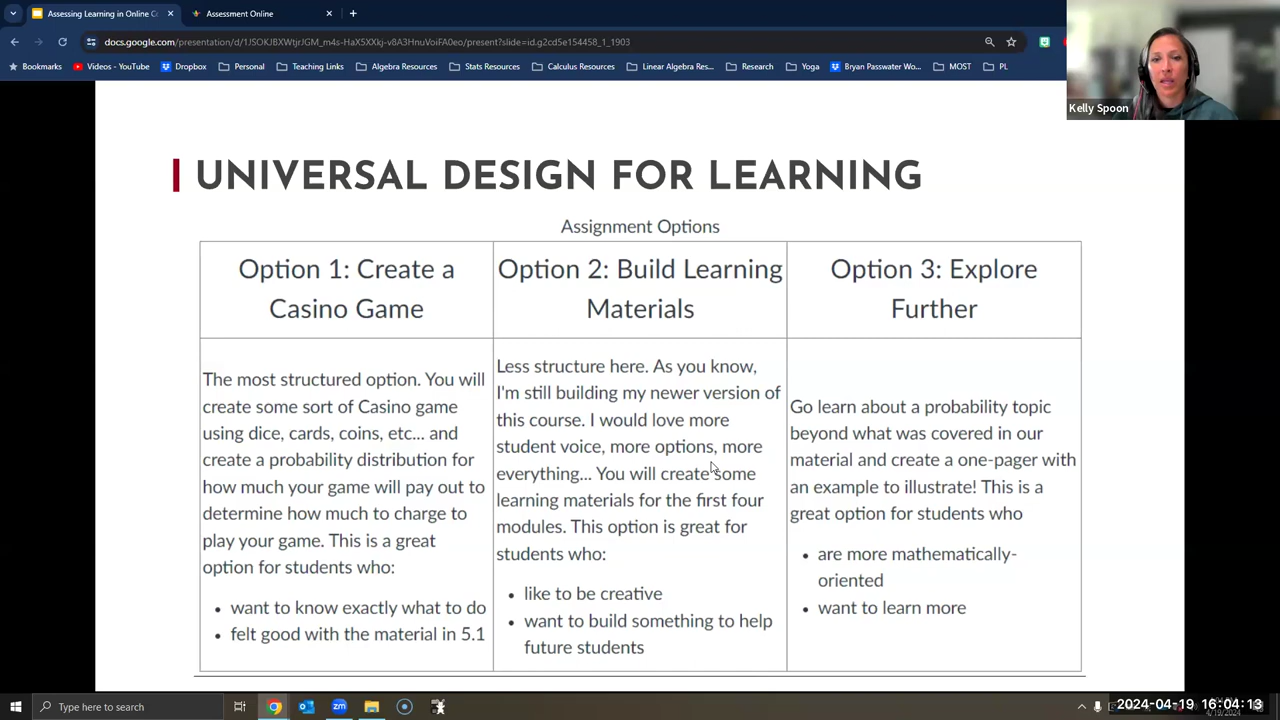 Assessing Learning in Online Co
Assessment Online
docs.google.com/presentation/d/1JSOKJBXWtjrJGM_m4s-HaX5XXkj-v8A3HnuVoiFA0eo/present?slide=id.g2cd5e154458_1_1903
Bookmarks
Videos - YouTube
Dropbox
Personal
Teaching Links
Algebra Resources
Stats Resources
Calculus Resources
Linear Algebra Res...
Research
Yoga
Bryan Passwater Wo...
MOST
PL
Kelly Spoon
UNIVERSAL DESIGN FOR LEARNING
Assignment Options
Option 1: Create a
Casino Game
The most structured option. You will
create some sort of Casino game
using dice, cards, coins, etc... and
create a probability distribution for
how much your game will pay out to
determine how much to charge to
play your game. This is a great
option for students who:
• want to know exactly what to do
• felt good with the material in 5.1
Option 2: Build Learning
Materials
Less structure here. As you know,
I'm still building my newer version of
this course. I would love more
student voice, more options, more
everything... You will create some
learning materials for the first four
modules. This option is great for
students who:
• like to be creative
• want to build something to help
future students
Option 3: Explore
Further
Go learn about a probability topic
beyond what was covered in our
material and create a one-pager with
an example to illustrate! This is a
great option for students who
• are more mathematically-
oriented
• want to learn more
Type here to search
2024-04-19 16:04:13